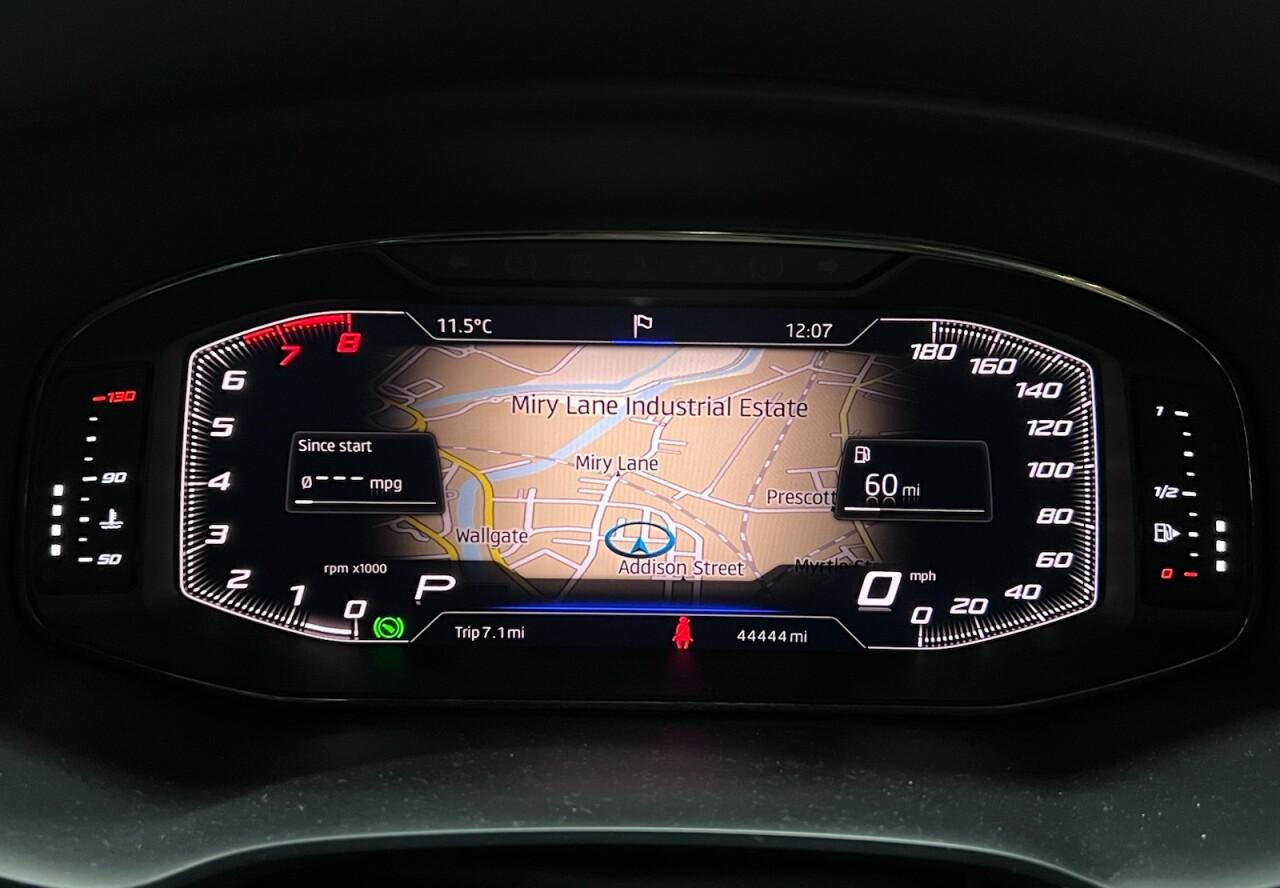 11.5°C
12:07
8
7
6
5
4
3
2
1
0
rpm x1000
180
160
140
120
100
80
60
40
20
0
130
90
50
1
1/2
0
Miry Lane Industrial Estate
Since start
Ø --- mpg
Miry Lane
60 mi
Prescott
Wallgate
Addison Street
P
0 mph
Trip 7.1 mi
44444 mi